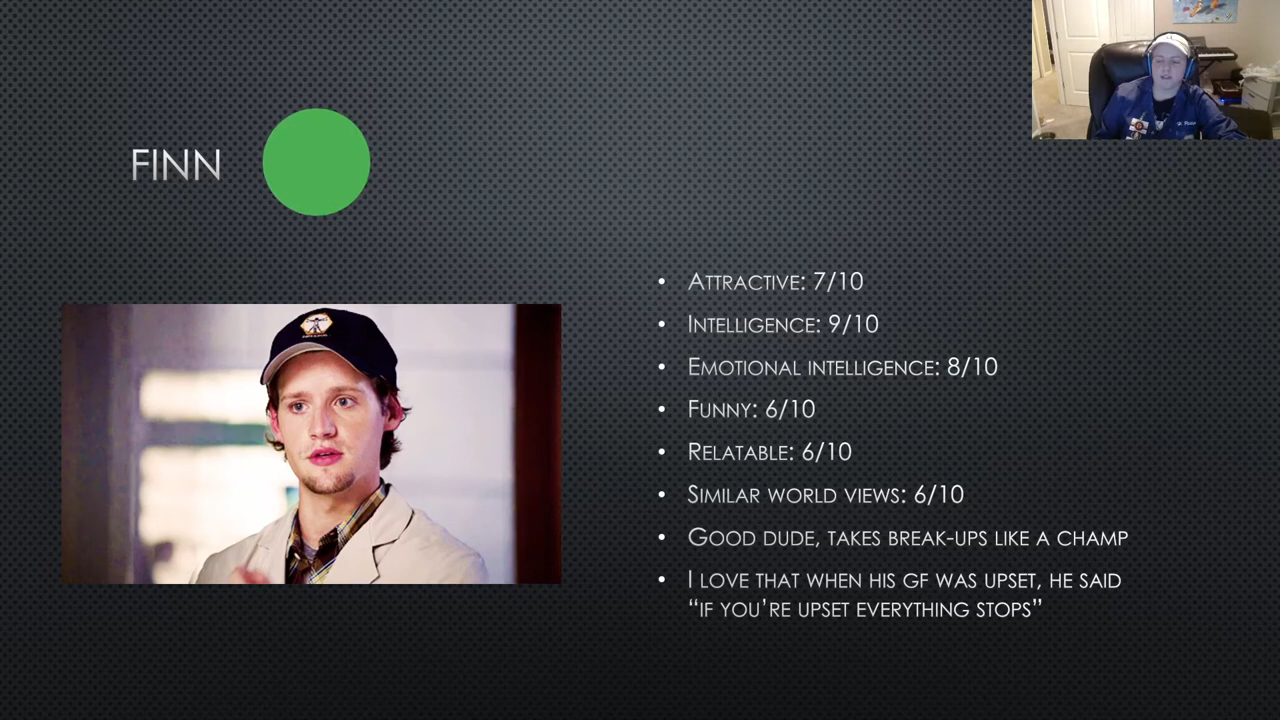 FINN
ATTRACTIVE: 7/10
INTELLIGENCE: 9/10
EMOTIONAL INTELLIGENCE: 8/10
FUNNY: 6/10
RELATABLE: 6/10
SIMILAR WORLD VIEWS: 6/10
GOOD DUDE, TAKES BREAK-UPS LIKE A CHAMP
I LOVE THAT WHEN HIS GF WAS UPSET, HE SAID
“IF YOU’RE UPSET EVERYTHING STOPS”